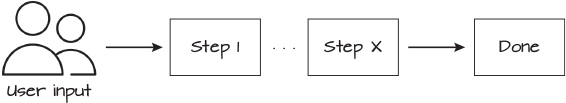 Step 1 . . . Step X Done
User input